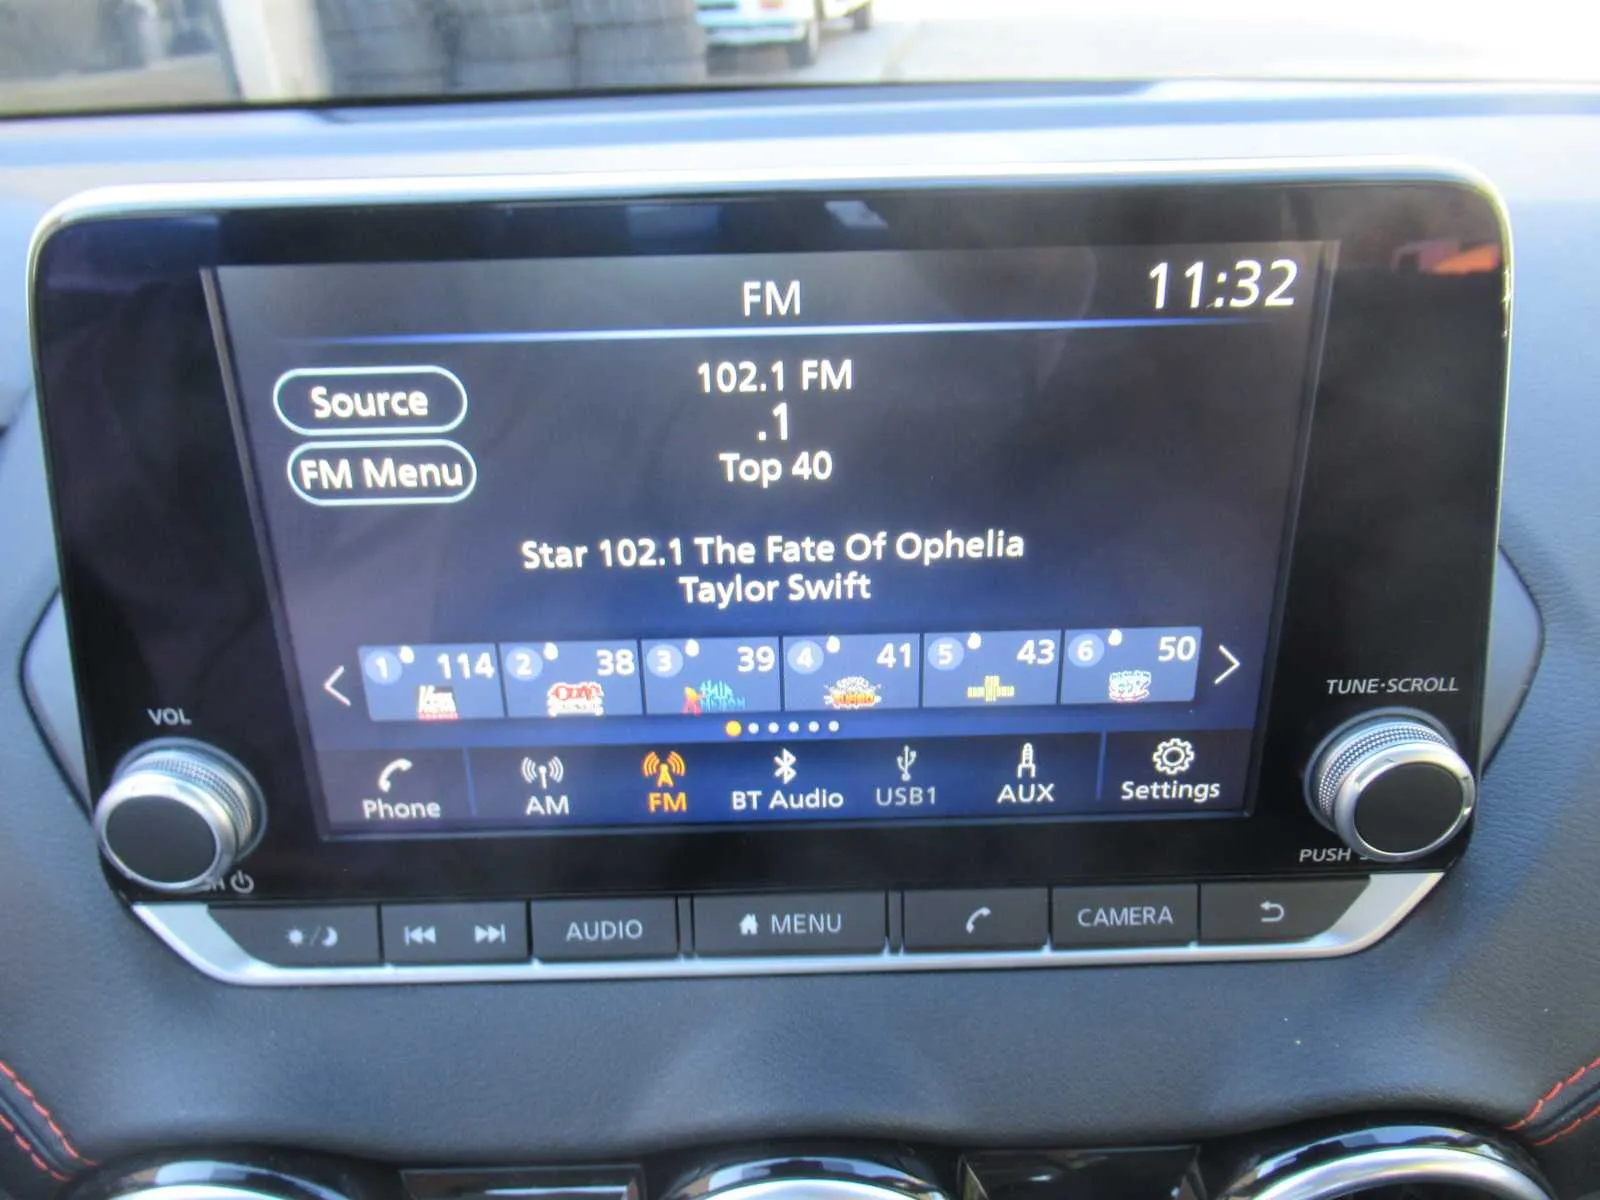 FM
11:32
Source
FM Menu
102.1 FM
.1
Top 40
Star 102.1 The Fate Of Ophelia
Taylor Swift
1 114
2 38
3 39
4 41
5 43
6 50
Phone
AM
FM
BT Audio
USB1
AUX
Settings
VOL
TUNE·SCROLL
PUSH
AUDIO
MENU
CAMERA